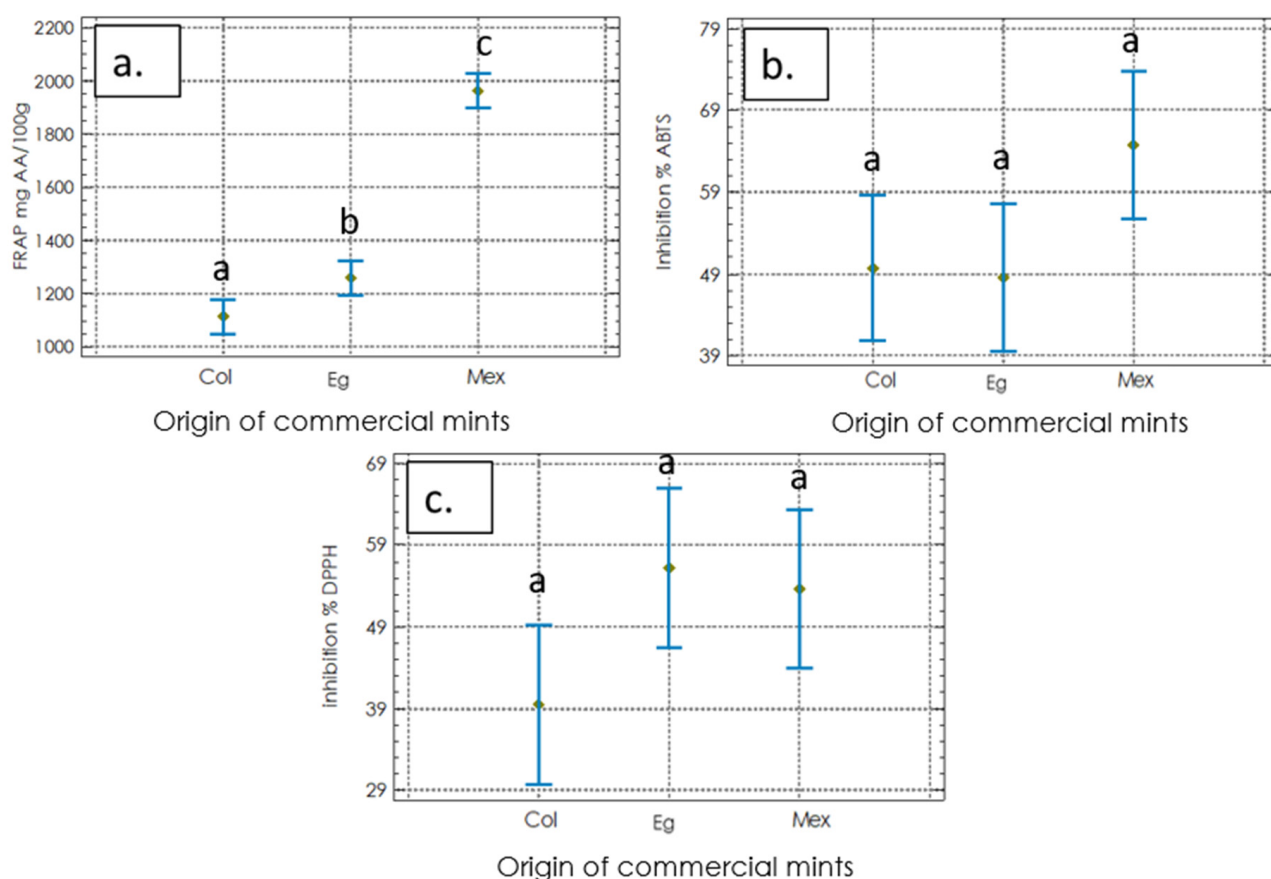 a.
FRAP mg AA/100g
2200
2000
1800
1600
1400
1200
1000
a
b
c
Col
Eg
Mex
Origin of commercial mints
b.
Inhibition % ABTS
79
69
59
49
39
a
a
a
Col
Eg
Mex
Origin of commercial mints
c.
inhibition % DPPH
69
59
49
39
29
a
a
a
Col
Eg
Mex
Origin of commercial mints